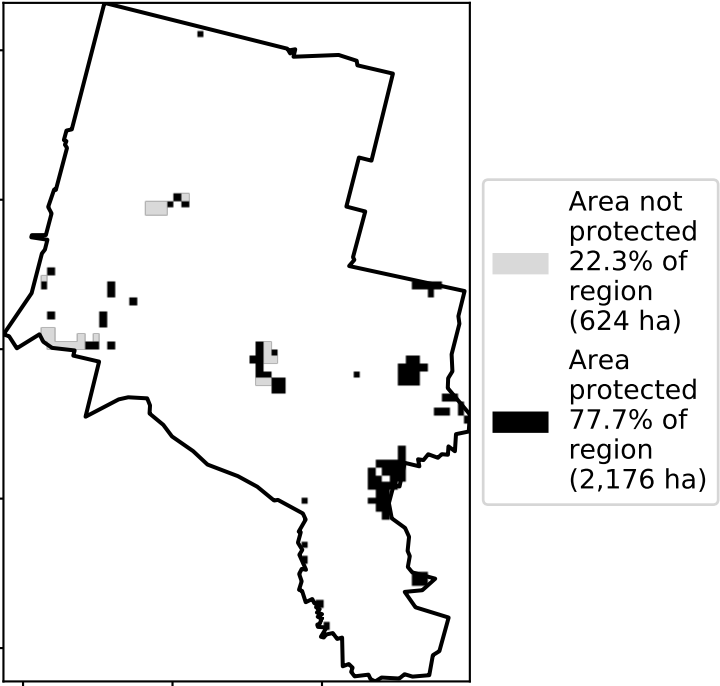 Area not
protected
22.3% of
region
(624 ha)
Area
protected
77.7% of
region
(2,176 ha)